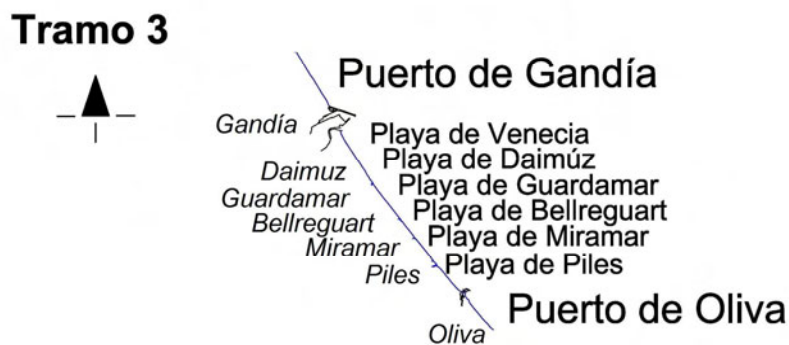 Tramo 3
Puerto de Gandía
Gandía
Playa de Venecia
Playa de Daimúz
Daimuz
Playa de Guardamar
Guardamar
Playa de Bellreguart
Bellreguart
Playa de Miramar
Miramar
Playa de Piles
Piles
Puerto de Oliva
Oliva